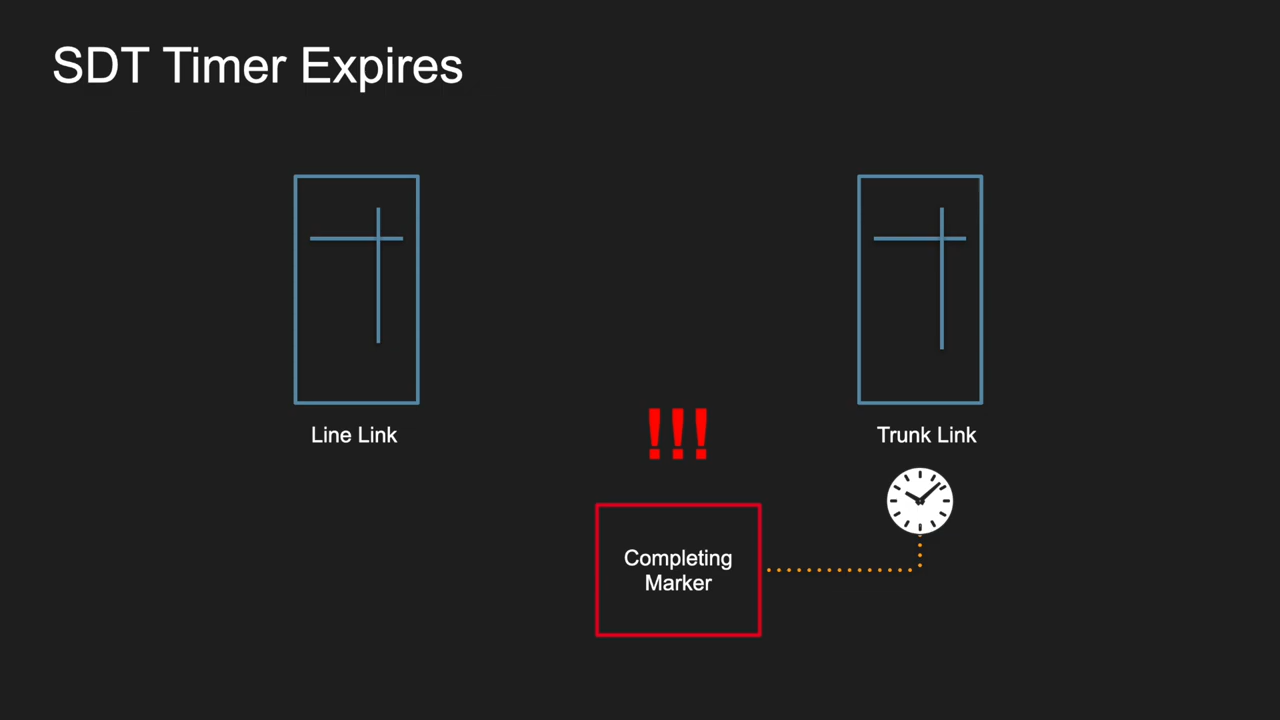 SDT Timer Expires
Line Link
Trunk Link
!!!
Completing
Marker